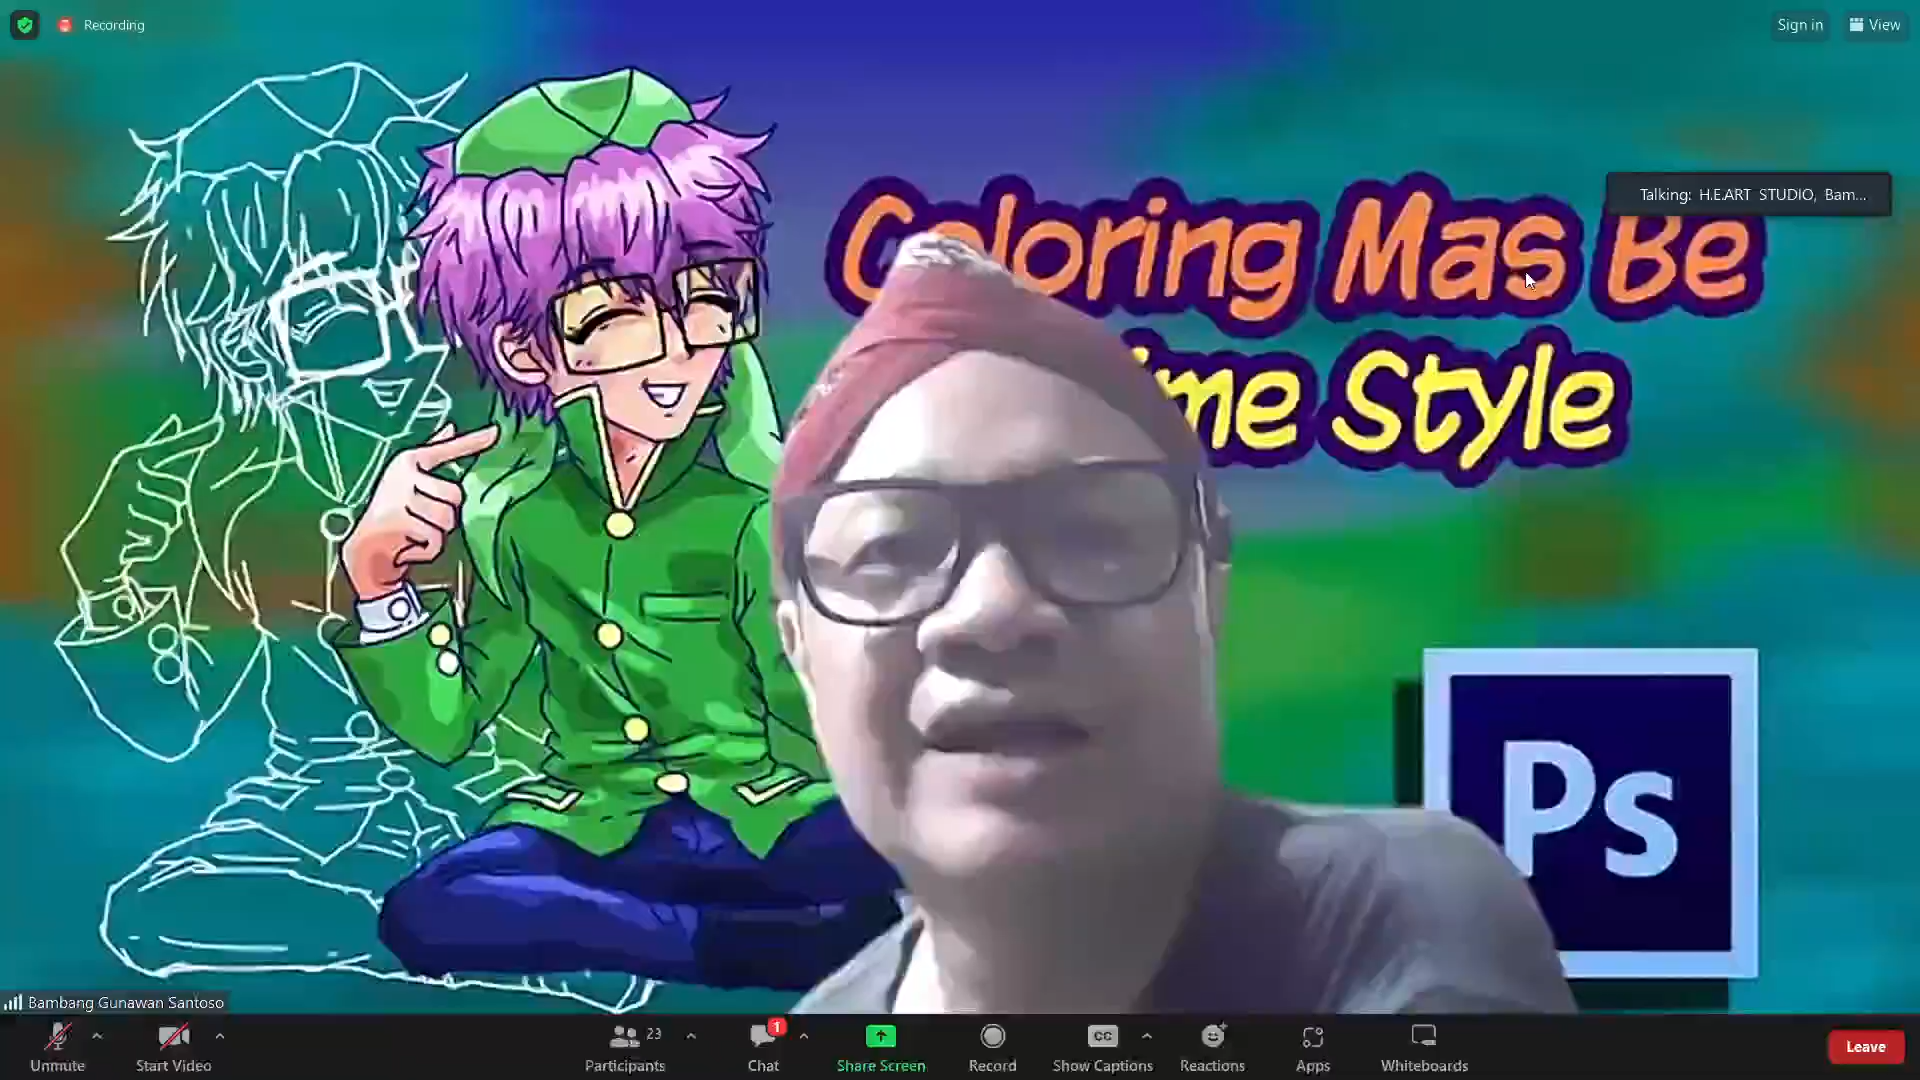 Recording
Sign in
View
Talking: H.E.ART STUDIO, Bam...
Coloring Mas Be
Style
Ps
Bambang Gunawan Santoso
Unmute
Start Video
23
Participants
1
Chat
Share Screen
Record
CC
Show Captions
Reactions
Apps
Whiteboards
Leave